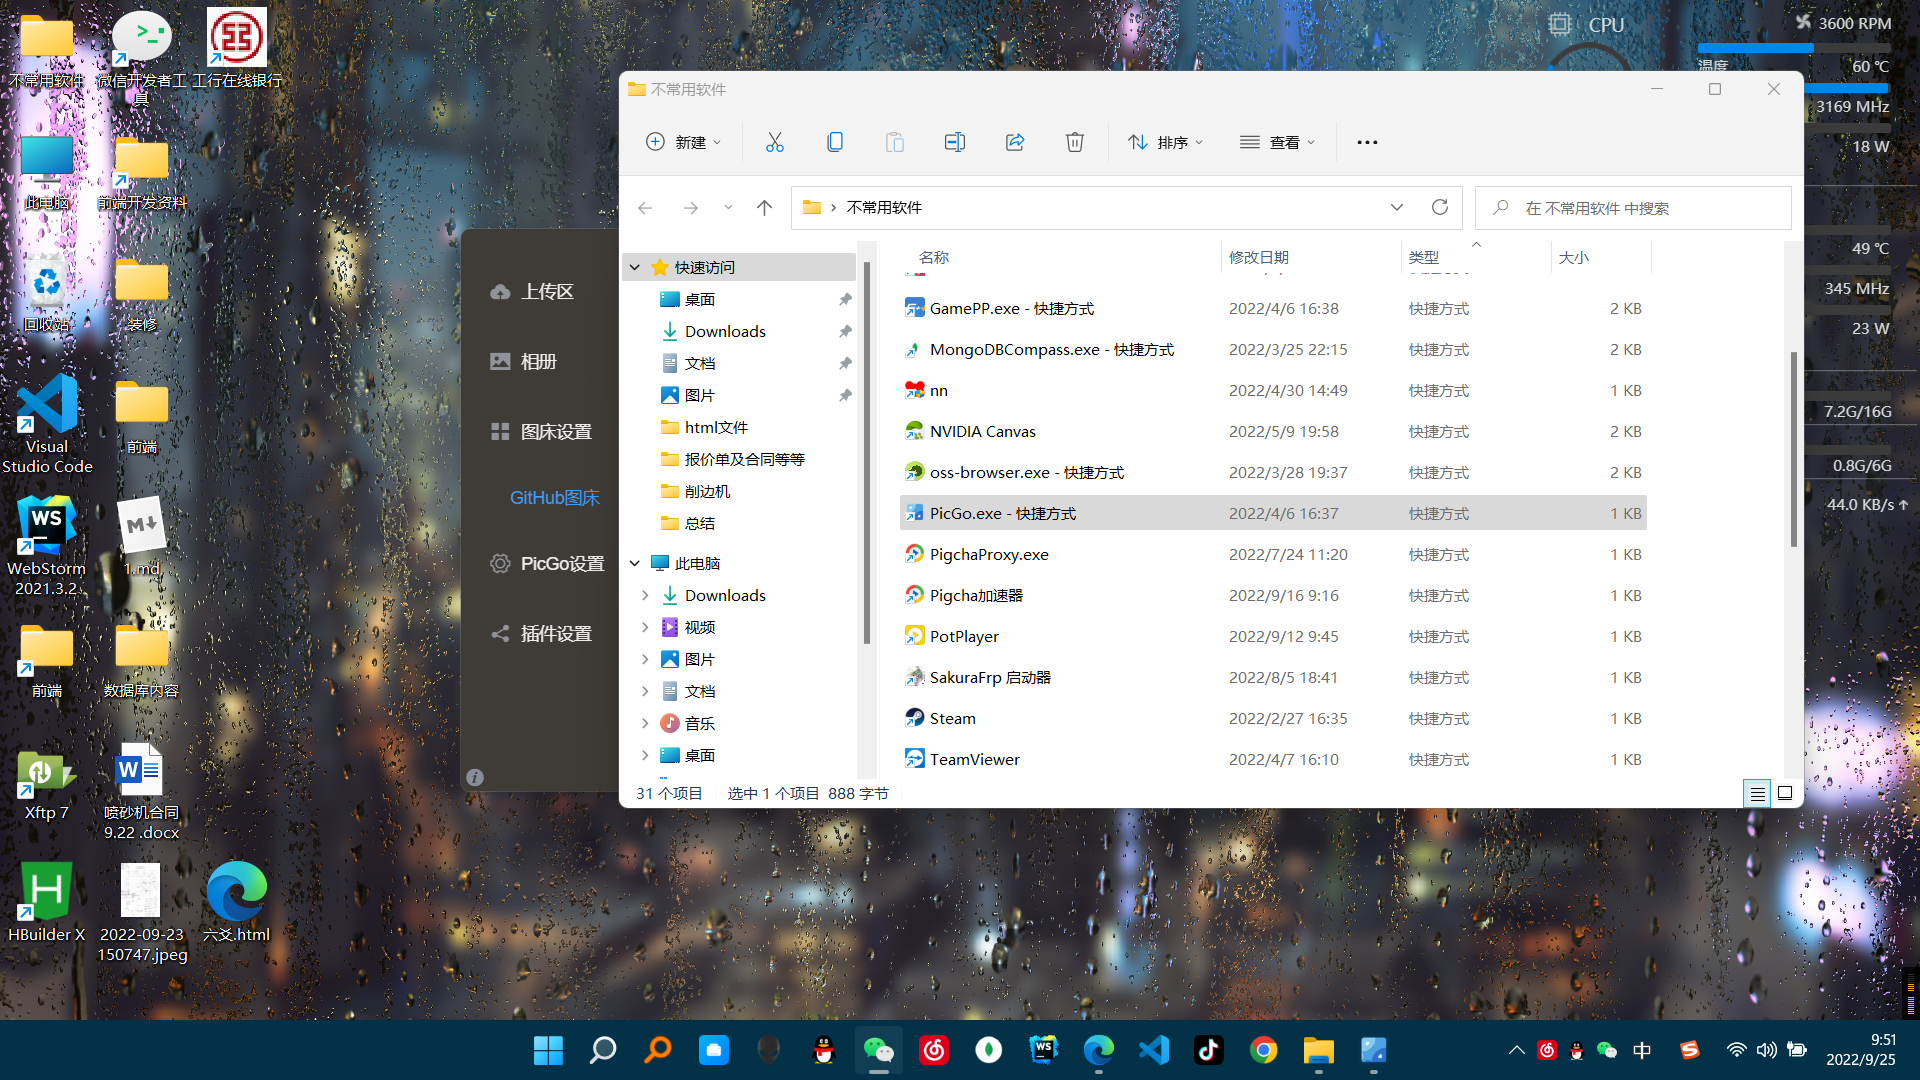 不常用软件
微信开发者工具
工行在线银行
此电脑
前端开发资料
回收站
装修
Visual Studio Code
前端
WebStorm 2021.3.2
1.md
前端
数据库内容
Xftp 7
喷砂机合同 9.22 .docx
HBuilder X
2022-09-23 150747.jpeg
六爻.html
上传区
相册
图床设置
GitHub图床
PicGo设置
插件设置
不常用软件
新建
排序
查看
不常用软件
在 不常用软件 中搜索
快速访问
桌面
Downloads
文档
图片
html文件
报价单及合同等等
削边机
总结
此电脑
Downloads
视频
图片
文档
音乐
桌面
名称 修改日期 类型 大小
GamePP.exe - 快捷方式 2022/4/6 16:38 快捷方式 2 KB
MongoDBCompass.exe - 快捷方式 2022/3/25 22:15 快捷方式 2 KB
nn 2022/4/30 14:49 快捷方式 1 KB
NVIDIA Canvas 2022/5/9 19:58 快捷方式 2 KB
oss-browser.exe - 快捷方式 2022/3/28 19:37 快捷方式 2 KB
PicGo.exe - 快捷方式 2022/4/6 16:37 快捷方式 1 KB
PigchaProxy.exe 2022/7/24 11:20 快捷方式 1 KB
Pigcha加速器 2022/9/16 9:16 快捷方式 1 KB
PotPlayer 2022/9/12 9:45 快捷方式 1 KB
SakuraFrp 启动器 2022/8/5 18:41 快捷方式 1 KB
Steam 2022/2/27 16:35 快捷方式 1 KB
TeamViewer 2022/4/7 16:10 快捷方式 1 KB
31 个项目 选中 1 个项目 888 字节
CPU
3600 RPM
温度 60 ℃
3169 MHz
18 W
49 ℃
345 MHz
23 W
7.2G/16G
0.8G/6G
44.0 KB/s
中
9:51
2022/9/25